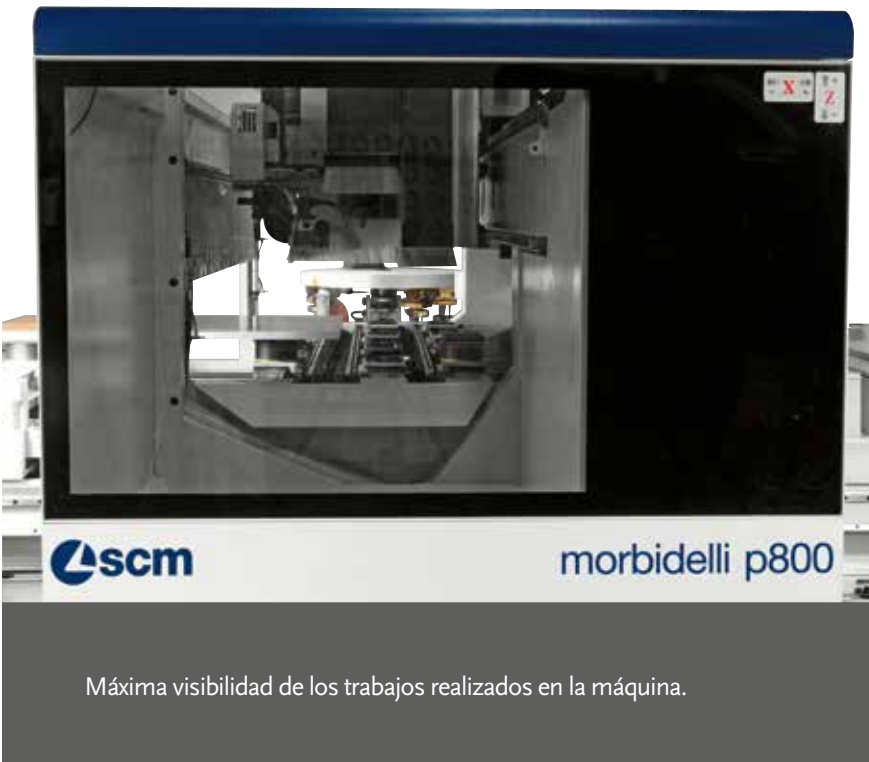 X
Z
scm
morbidelli p800
Máxima visibilidad de los trabajos realizados en la máquina.